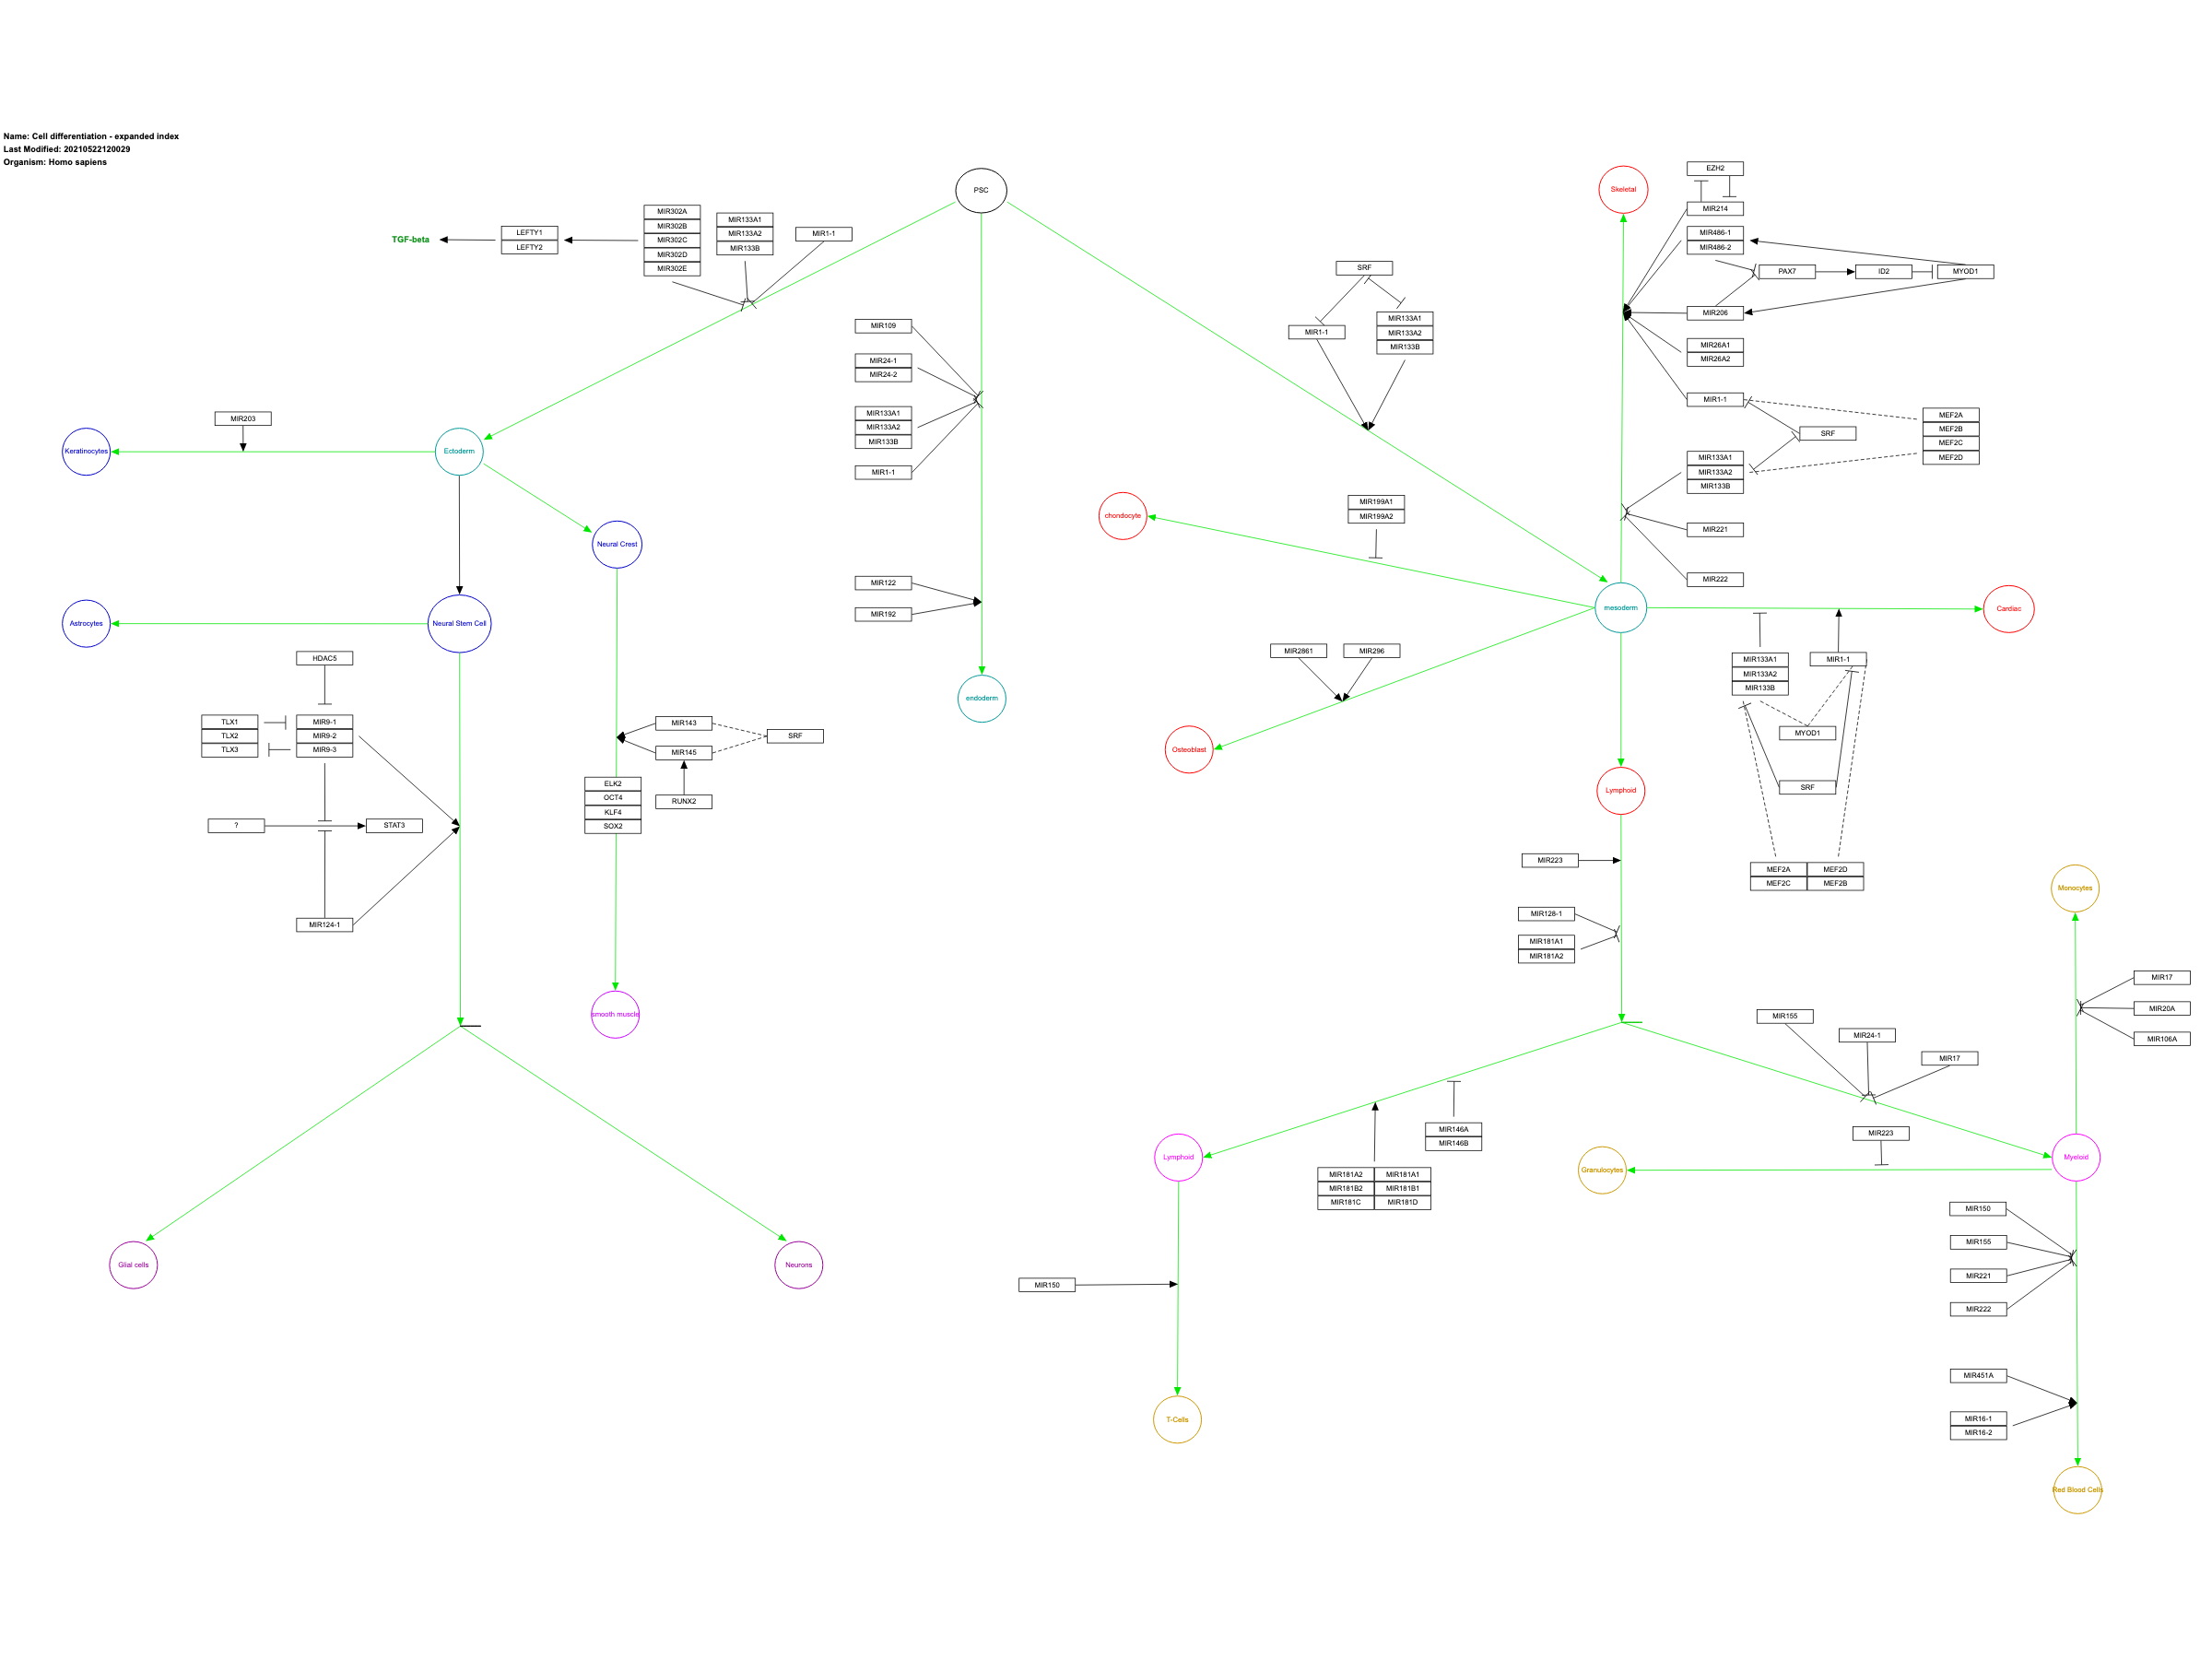 Name: Cell differentiation - expanded index
Last Modified: 20210522120029
Organism: Homo sapiens
PSC
TGF-beta
LEFTY1
LEFTY2
MIR302A
MIR302B
MIR302C
MIR302D
MIR302E
MIR133A1
MIR133A2
MIR133B
MIR1-1
MIR109
MIR24-1
MIR24-2
MIR133A1
MIR133A2
MIR133B
MIR1-1
MIR122
MIR192
endoderm
SRF
MIR1-1
MIR133A1
MIR133A2
MIR133B
Skeletal
EZH2
MIR214
MIR486-1
MIR486-2
PAX7
ID2
MYOD1
MIR206
MIR26A1
MIR26A2
MIR1-1
SRF
MEF2A
MEF2B
MEF2C
MEF2D
MIR133A1
MIR133A2
MIR133B
MIR221
MIR222
MIR203
Keratinocytes
Ectoderm
Neural Crest
Astrocytes
Neural Stem Cell
HDAC5
TLX1
TLX2
TLX3
MIR9-1
MIR9-2
MIR9-3
?
STAT3
MIR124-1
MIR143
MIR145
SRF
RUNX2
ELK2
OCT4
KLF4
SOX2
smooth muscle
Glial cells
Neurons
chondocyte
MIR199A1
MIR199A2
mesoderm
Cardiac
MIR2861
MIR296
Osteoblast
MIR133A1
MIR133A2
MIR133B
MIR1-1
MYOD1
SRF
MEF2A
MEF2D
MEF2C
MEF2B
Lymphoid
MIR223
MIR128-1
MIR181A1
MIR181A2
Monocytes
MIR17
MIR20A
MIR106A
MIR155
MIR24-1
MIR17
MIR223
MIR146A
MIR146B
Lymphoid
MIR181A2
MIR181A1
MIR181B2
MIR181B1
MIR181C
MIR181D
Granulocytes
Myeloid
MIR150
MIR155
MIR221
MIR222
MIR150
MIR451A
MIR16-1
MIR16-2
T-Cells
Red Blood Cells